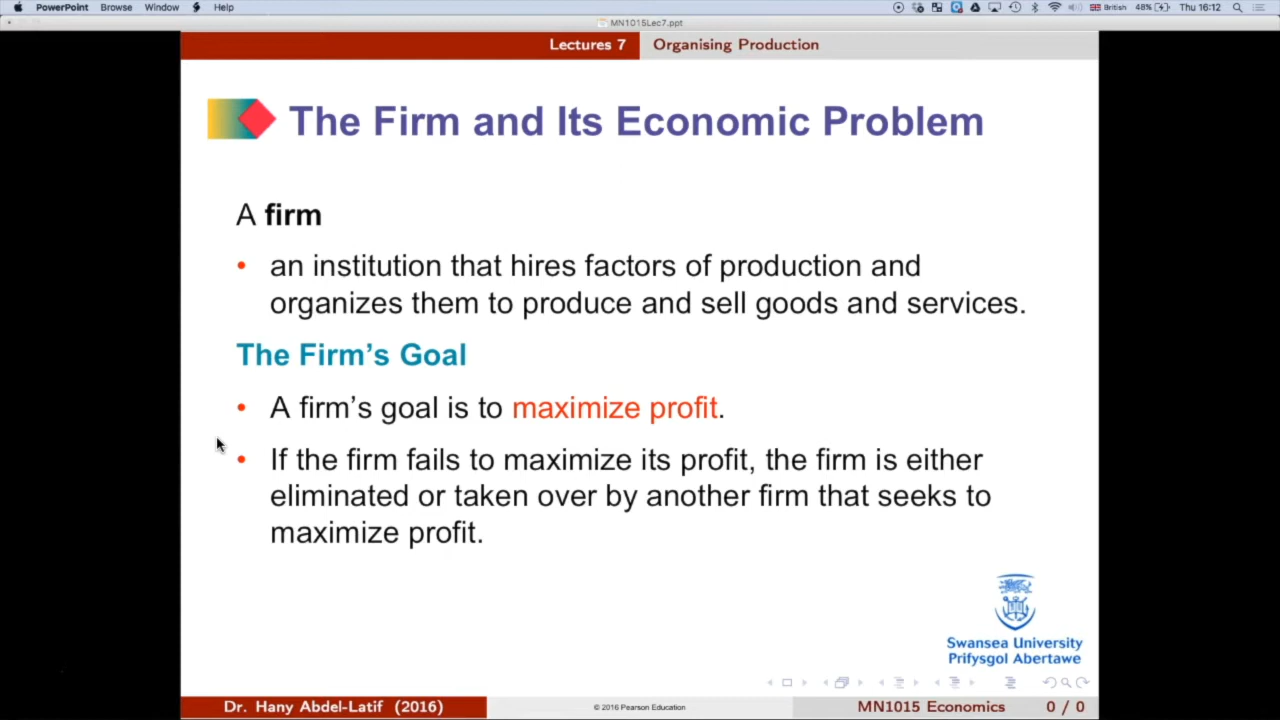 PowerPoint Browse Window Help British 48% Thu 16:12
MN1015Lec7.ppt
Lectures 7 Organising Production
The Firm and Its Economic Problem
A firm
• an institution that hires factors of production and
organizes them to produce and sell goods and services.
The Firm's Goal
• A firm's goal is to maximize profit.
• If the firm fails to maximize its profit, the firm is either
eliminated or taken over by another firm that seeks to
maximize profit.
Swansea University
Prifysgol Abertawe
Dr. Hany Abdel-Latif (2016) © 2016 Pearson Education MN1015 Economics 0 / 0